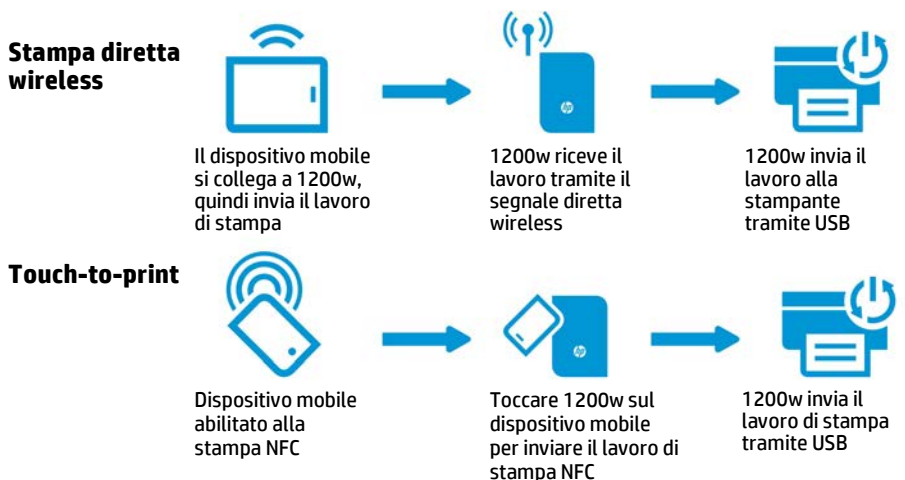 Stampa diretta
wireless
Il dispositivo mobile
si collega a 1200w,
quindi invia il lavoro
di stampa
hp
1200w riceve il
lavoro tramite il
segnale diretta
wireless
1200w invia il
lavoro alla
stampante
tramite USB
Touch-to-print
Dispositivo mobile
abilitato alla
stampa NFC
hp
Toccare 1200w sul
dispositivo mobile
per inviare il lavoro di
stampa NFC
1200w invia il
lavoro di stampa
tramite USB